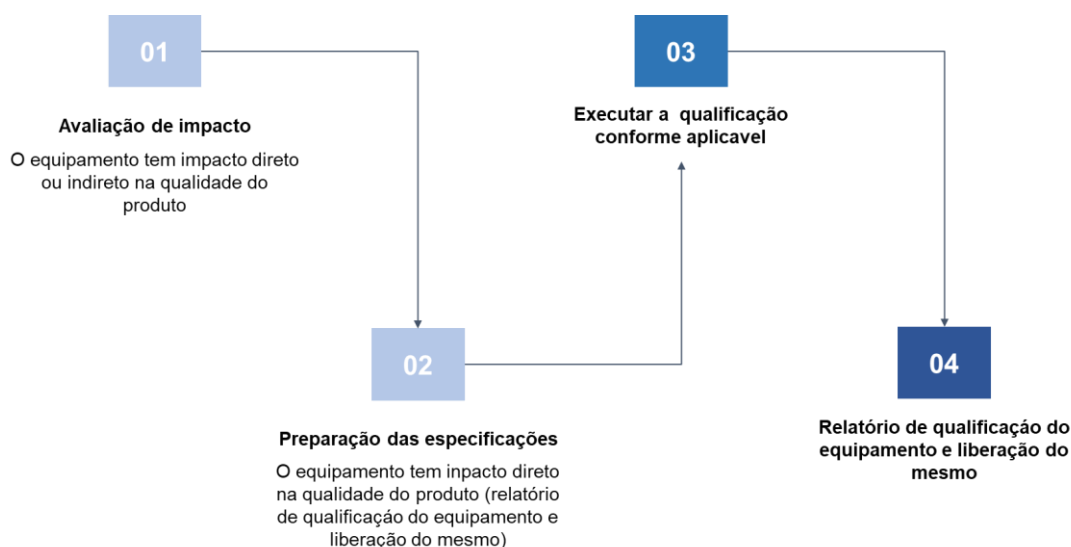 01
Avaliação de impacto
O equipamento tem impacto direto
ou indireto na qualidade do
produto
02
Preparação das especificações
O equipamento tem inpacto direto
na qualidade do produto (relatório
de qualificaçáo do equipamento e
liberação do mesmo)
03
Executar a qualificação
conforme aplicavel
04
Relatório de qualificaçáo do
equipamento e liberação do
mesmo